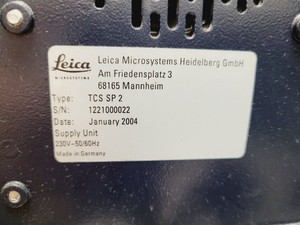 Leica
MICROSYSTEMS
Leica Microsystems Heidelberg GmbH
Am Friedensplatz 3
68165 Mannheim
Type: TCS SP 2
S/N: 1221000022
Date: January 2004
Supply Unit
230V~50/60Hz
Made in Germany